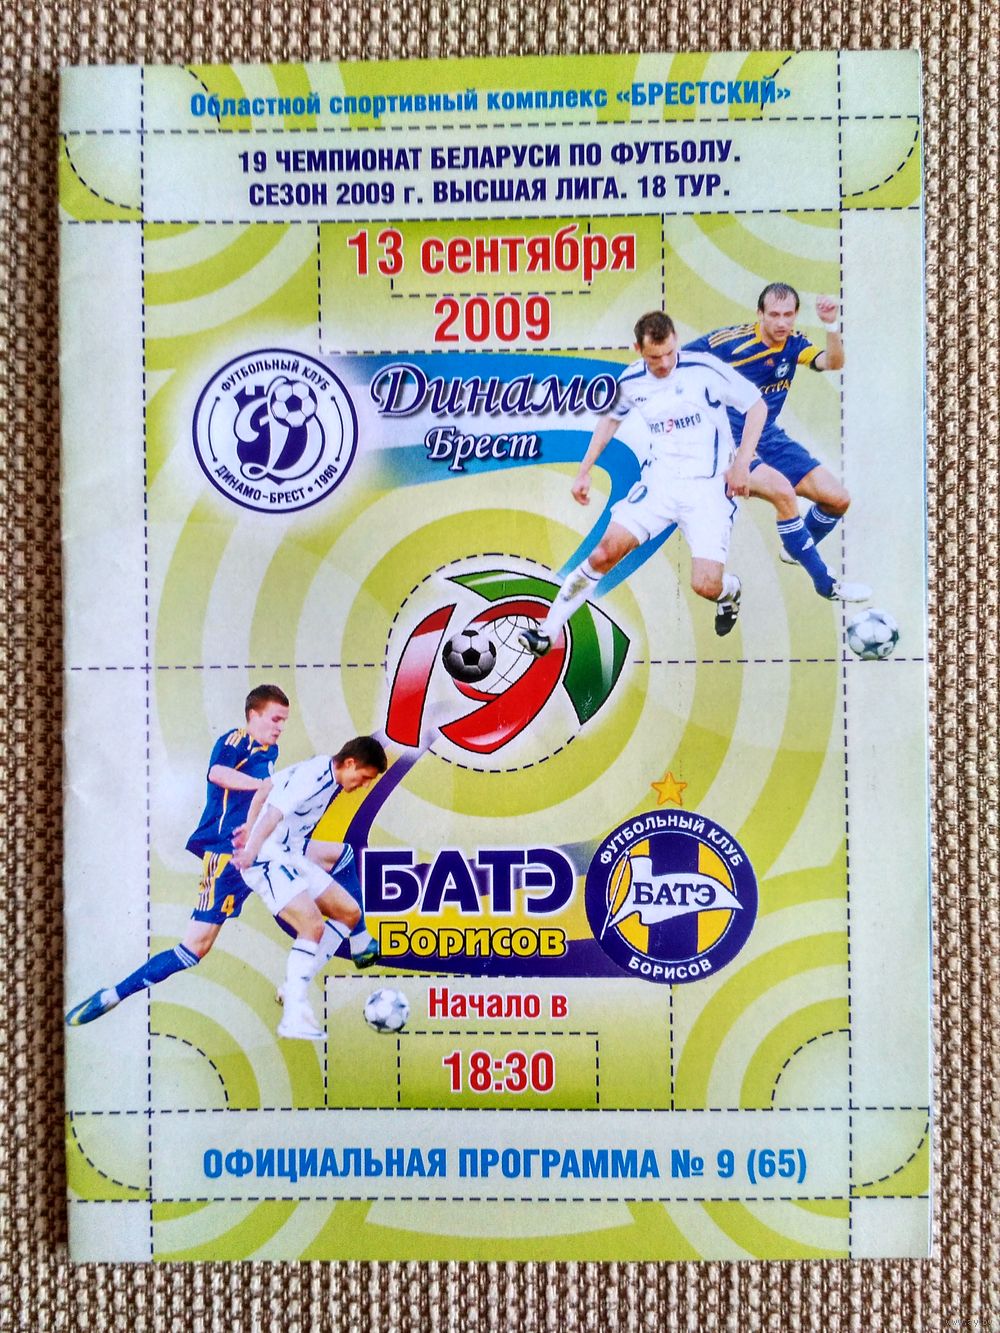 Областной спортивный комплекс «БРЕСТСКИЙ»
19 ЧЕМПИОНАТ БЕЛАРУСИ ПО ФУТБОЛУ.
СЕЗОН 2009 г. ВЫСШАЯ ЛИГА. 18 ТУР.
13 сентября
2009
ФУТБОЛЬНЫЙ КЛУБ
ДИНАМО-БРЕСТ • 1960
Динамо
Брест
19
БАТЭ
Борисов
ФУТБОЛЬНЫЙ КЛУБ
БАТЭ
БОРИСОВ
4
Начало в
18:30
ОФИЦИАЛЬНАЯ ПРОГРАММА № 9 (65)